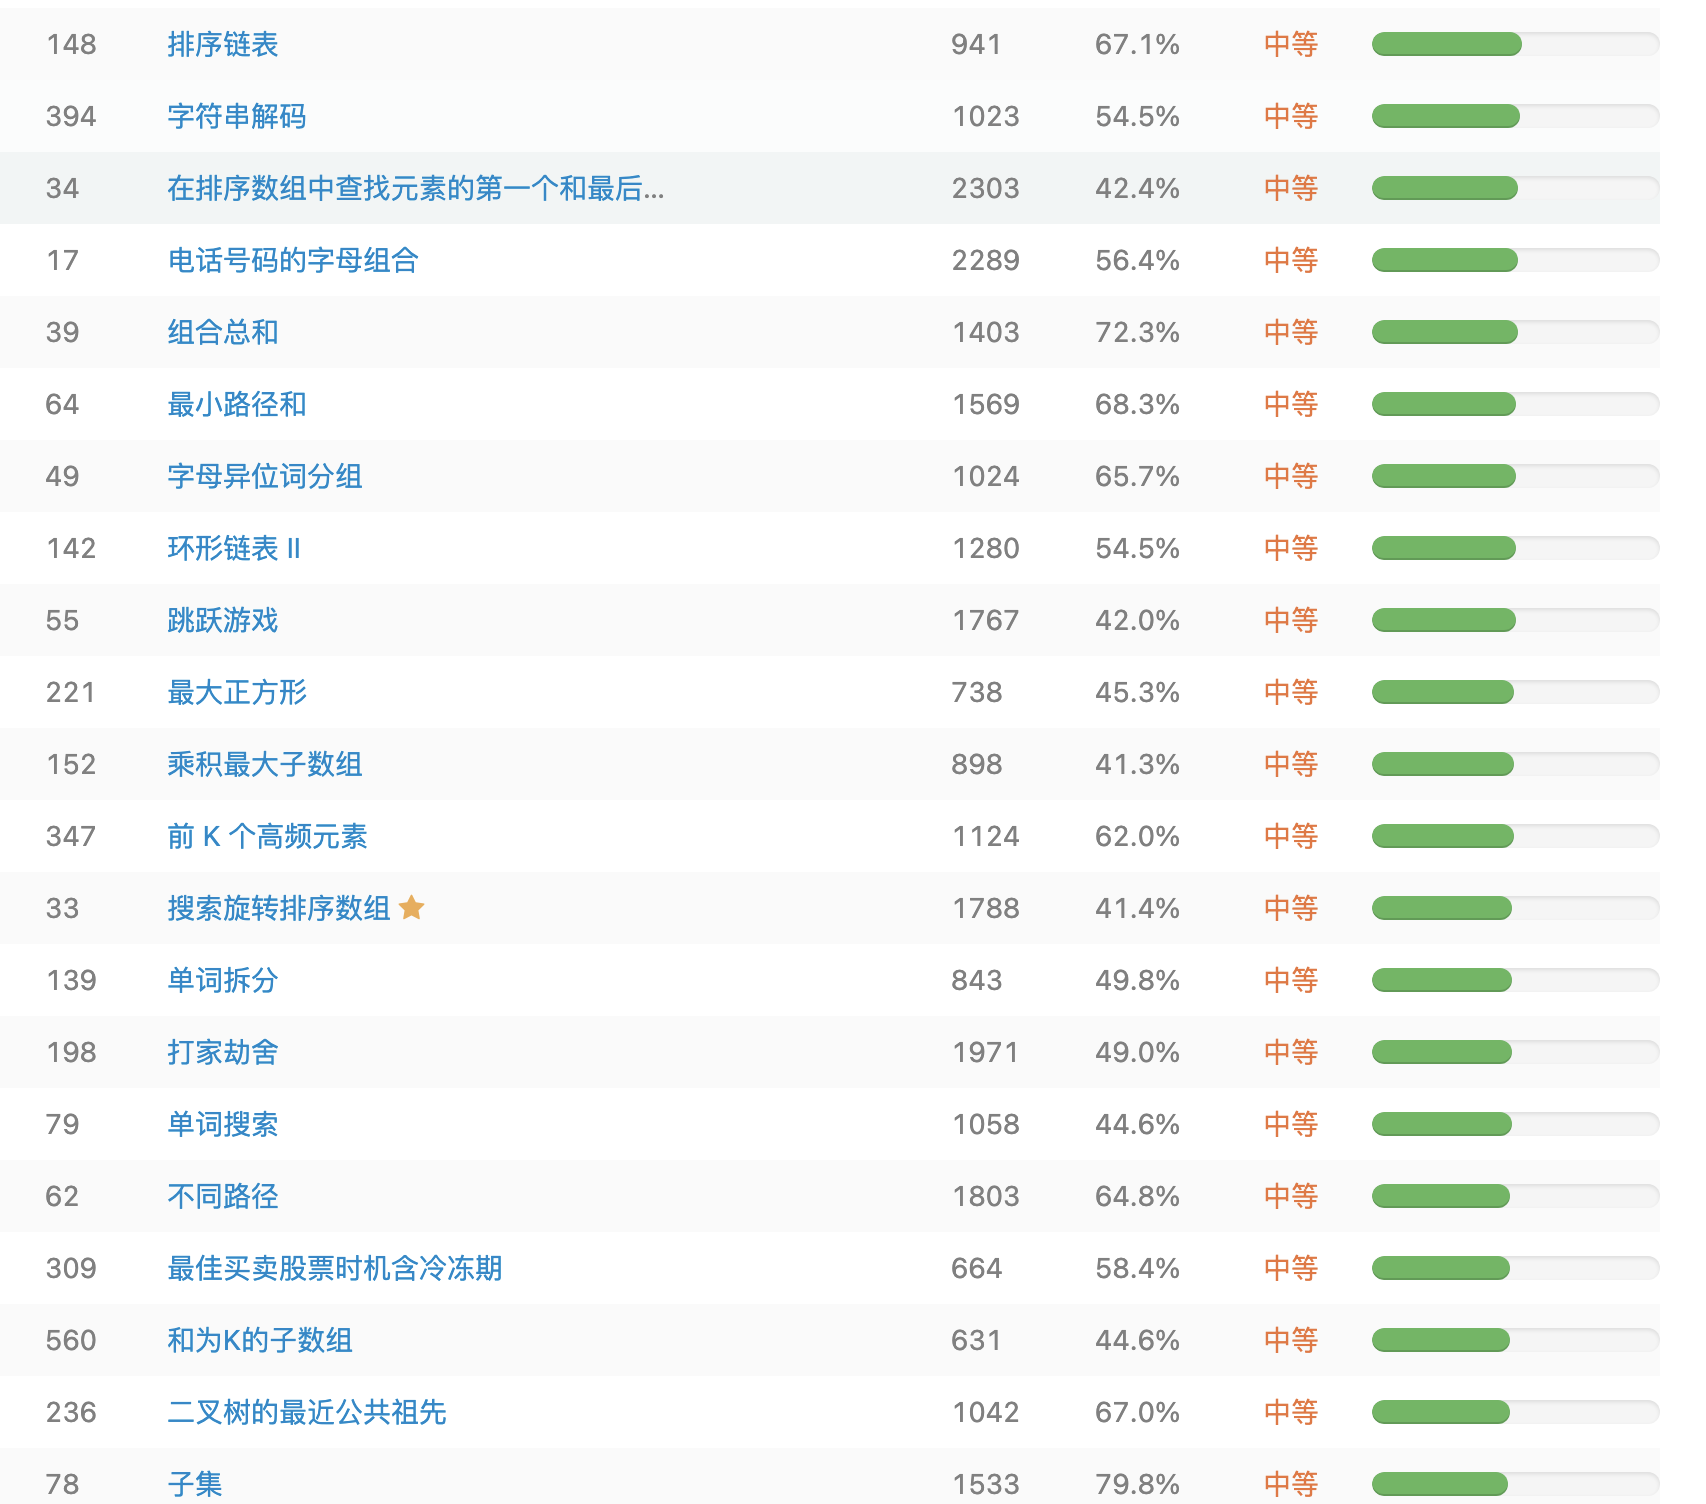 148 排序链表 941 67.1% 中等
394 字符串解码 1023 54.5% 中等
34 在排序数组中查找元素的第一个和最后... 2303 42.4% 中等
17 电话号码的字母组合 2289 56.4% 中等
39 组合总和 1403 72.3% 中等
64 最小路径和 1569 68.3% 中等
49 字母异位词分组 1024 65.7% 中等
142 环形链表 II 1280 54.5% 中等
55 跳跃游戏 1767 42.0% 中等
221 最大正方形 738 45.3% 中等
152 乘积最大子数组 898 41.3% 中等
347 前 K 个高频元素 1124 62.0% 中等
33 搜索旋转排序数组 1788 41.4% 中等
139 单词拆分 843 49.8% 中等
198 打家劫舍 1971 49.0% 中等
79 单词搜索 1058 44.6% 中等
62 不同路径 1803 64.8% 中等
309 最佳买卖股票时机含冷冻期 664 58.4% 中等
560 和为K的子数组 631 44.6% 中等
236 二叉树的最近公共祖先 1042 67.0% 中等
78 子集 1533 79.8% 中等